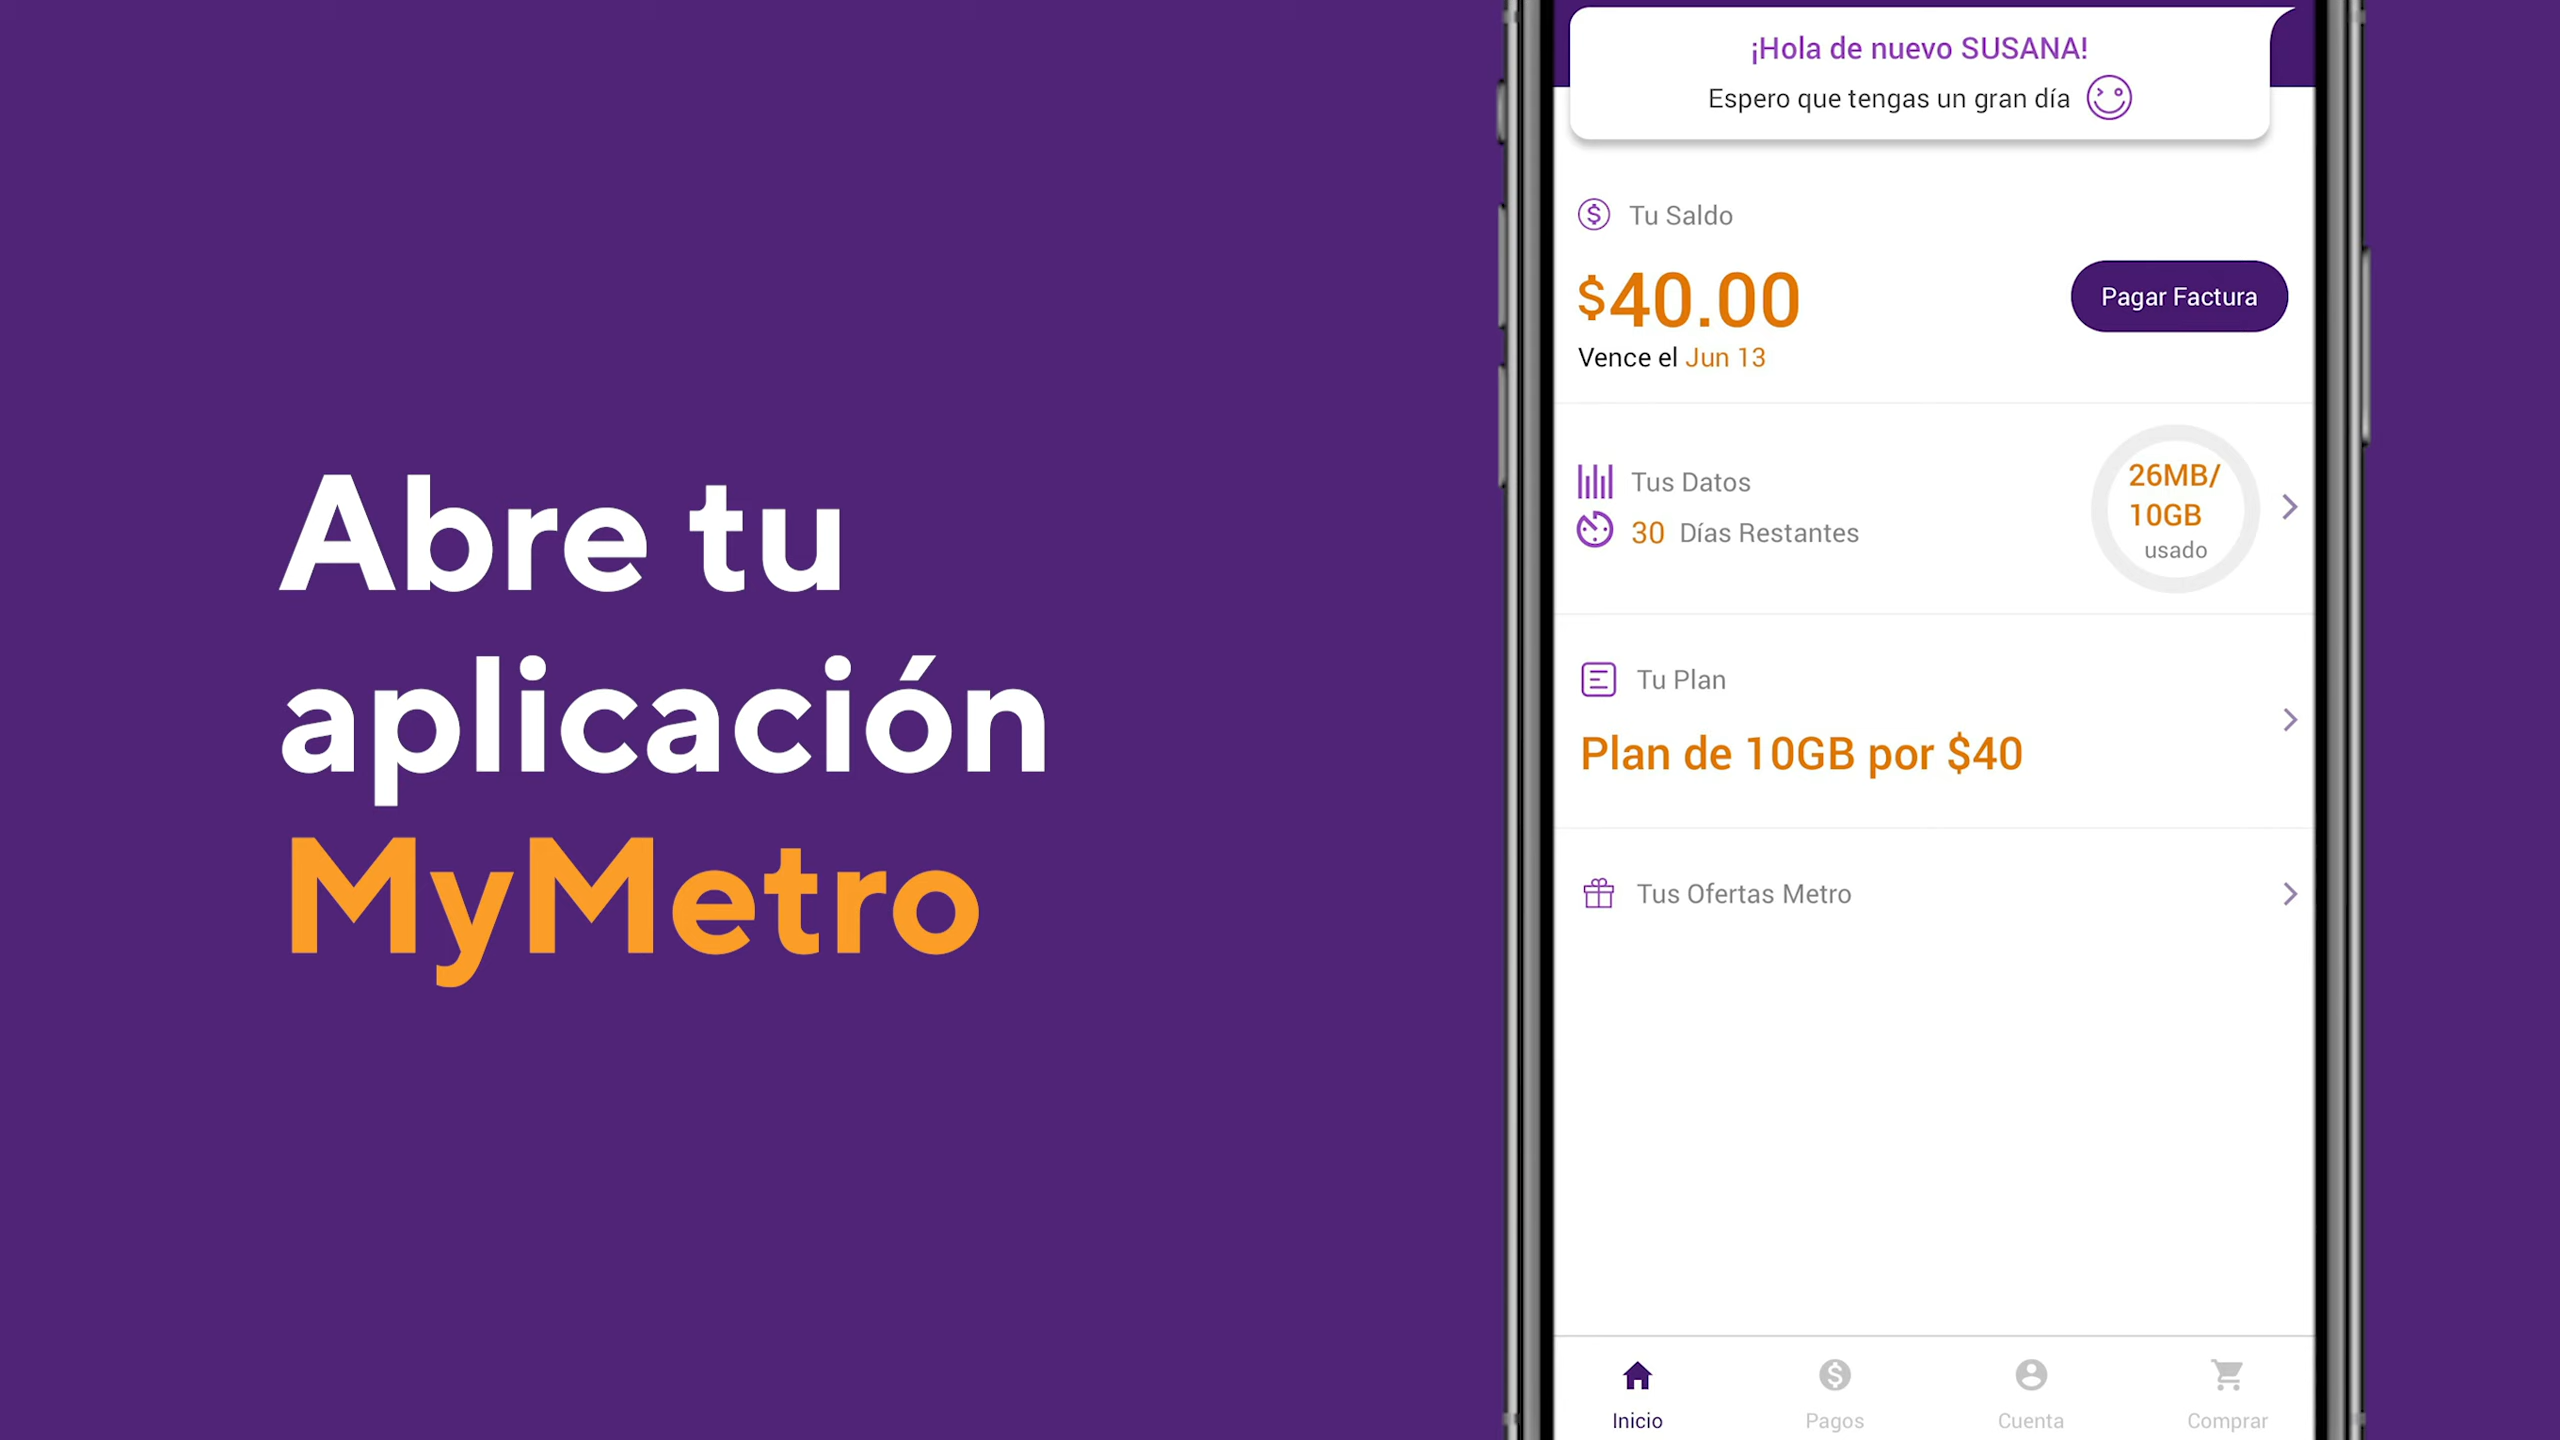 Abre tu
aplicación
MyMetro
¡Hola de nuevo SUSANA!
Espero que tengas un gran día
Tu Saldo
$40.00
Pagar Factura
Vence el Jun 13
Tus Datos
30 Días Restantes
26MB/
10GB
usado
Tu Plan
Plan de 10GB por $40
Tus Ofertas Metro
Inicio
Pagos
Cuenta
Comprar